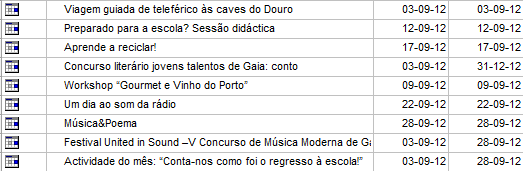 Viagem guiada de teleférico às caves do Douro 03-09-12 03-09-12
Preparado para a escola? Sessão didáctica 12-09-12 12-09-12
Aprende a reciclar! 17-09-12 17-09-12
Concurso literário jovens talentos de Gaia: conto 03-09-12 31-12-12
Workshop “Gourmet e Vinho do Porto” 09-09-12 09-09-12
Um dia ao som da rádio 22-09-12 22-09-12
Música&Poema 28-09-12 28-09-12
Festival United in Sound –V Concurso de Música Moderna de Ga 03-09-12 28-09-12
Actividade do mês: “Conta-nos como foi o regresso à escola!” 03-09-12 28-09-12